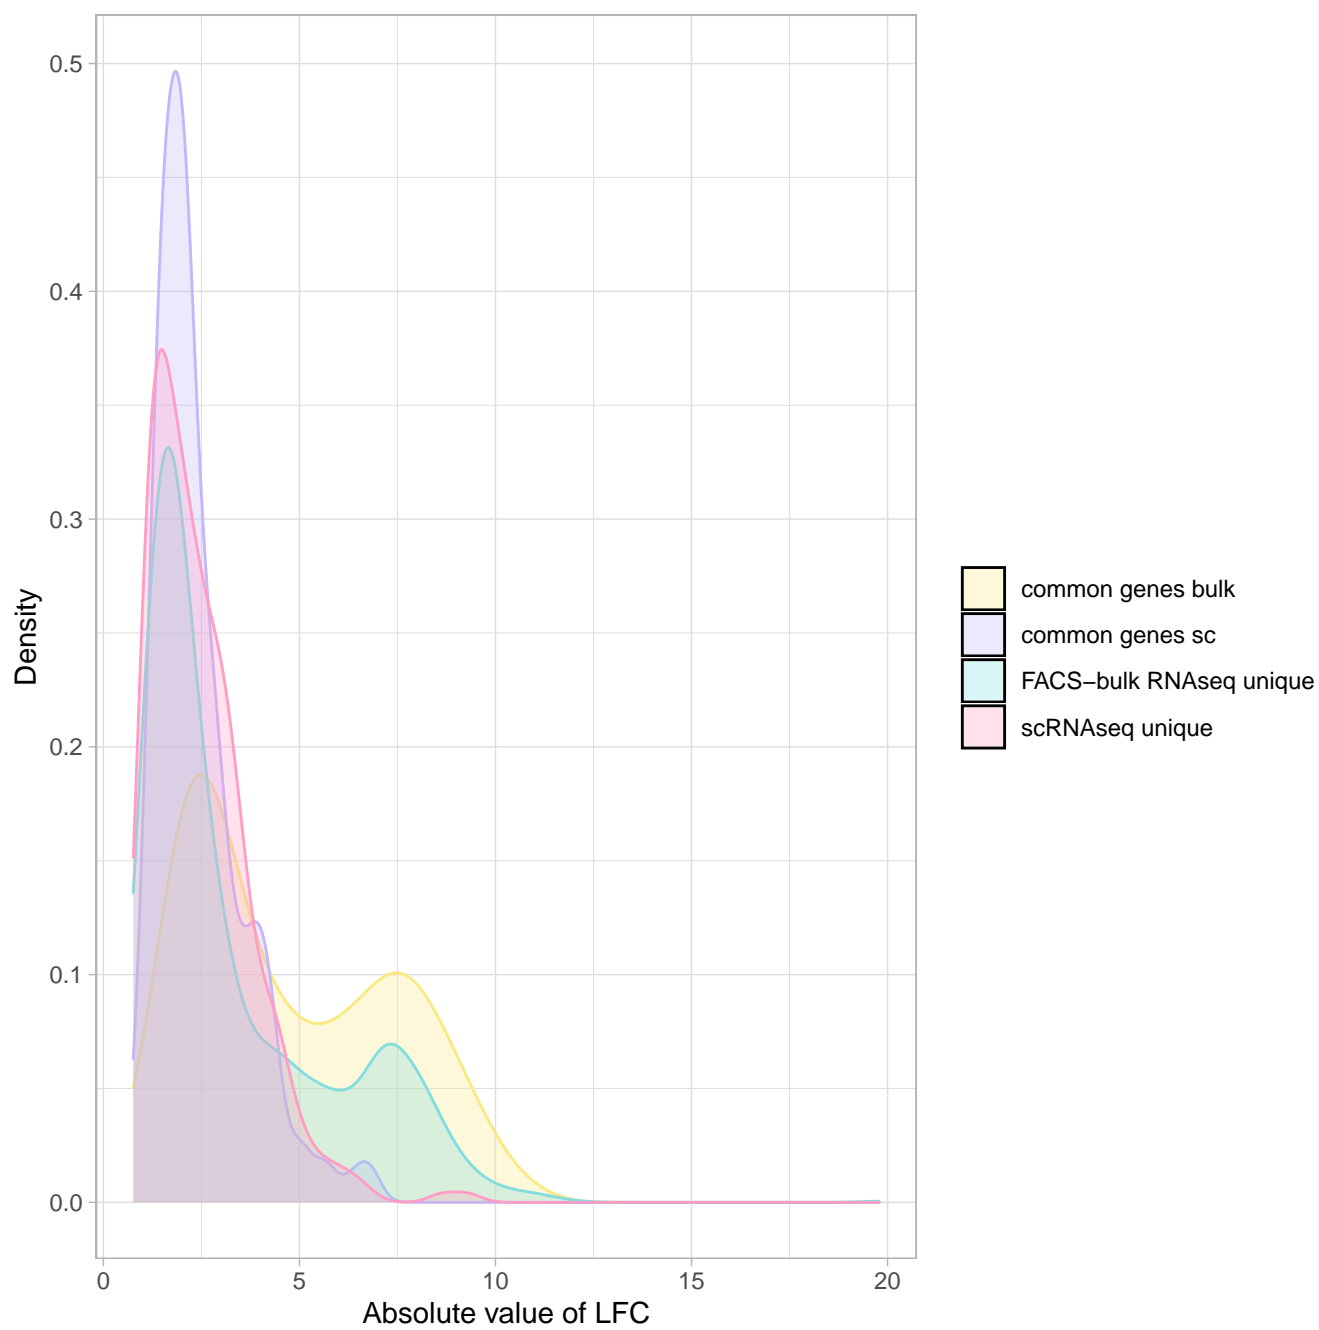 0.5
0.4
0.3
0.2
0.1
0.0
Density
0
5
10
15
20
Absolute value of LFC
common genes bulk
common genes sc
FACS−bulk RNAseq unique
scRNAseq unique